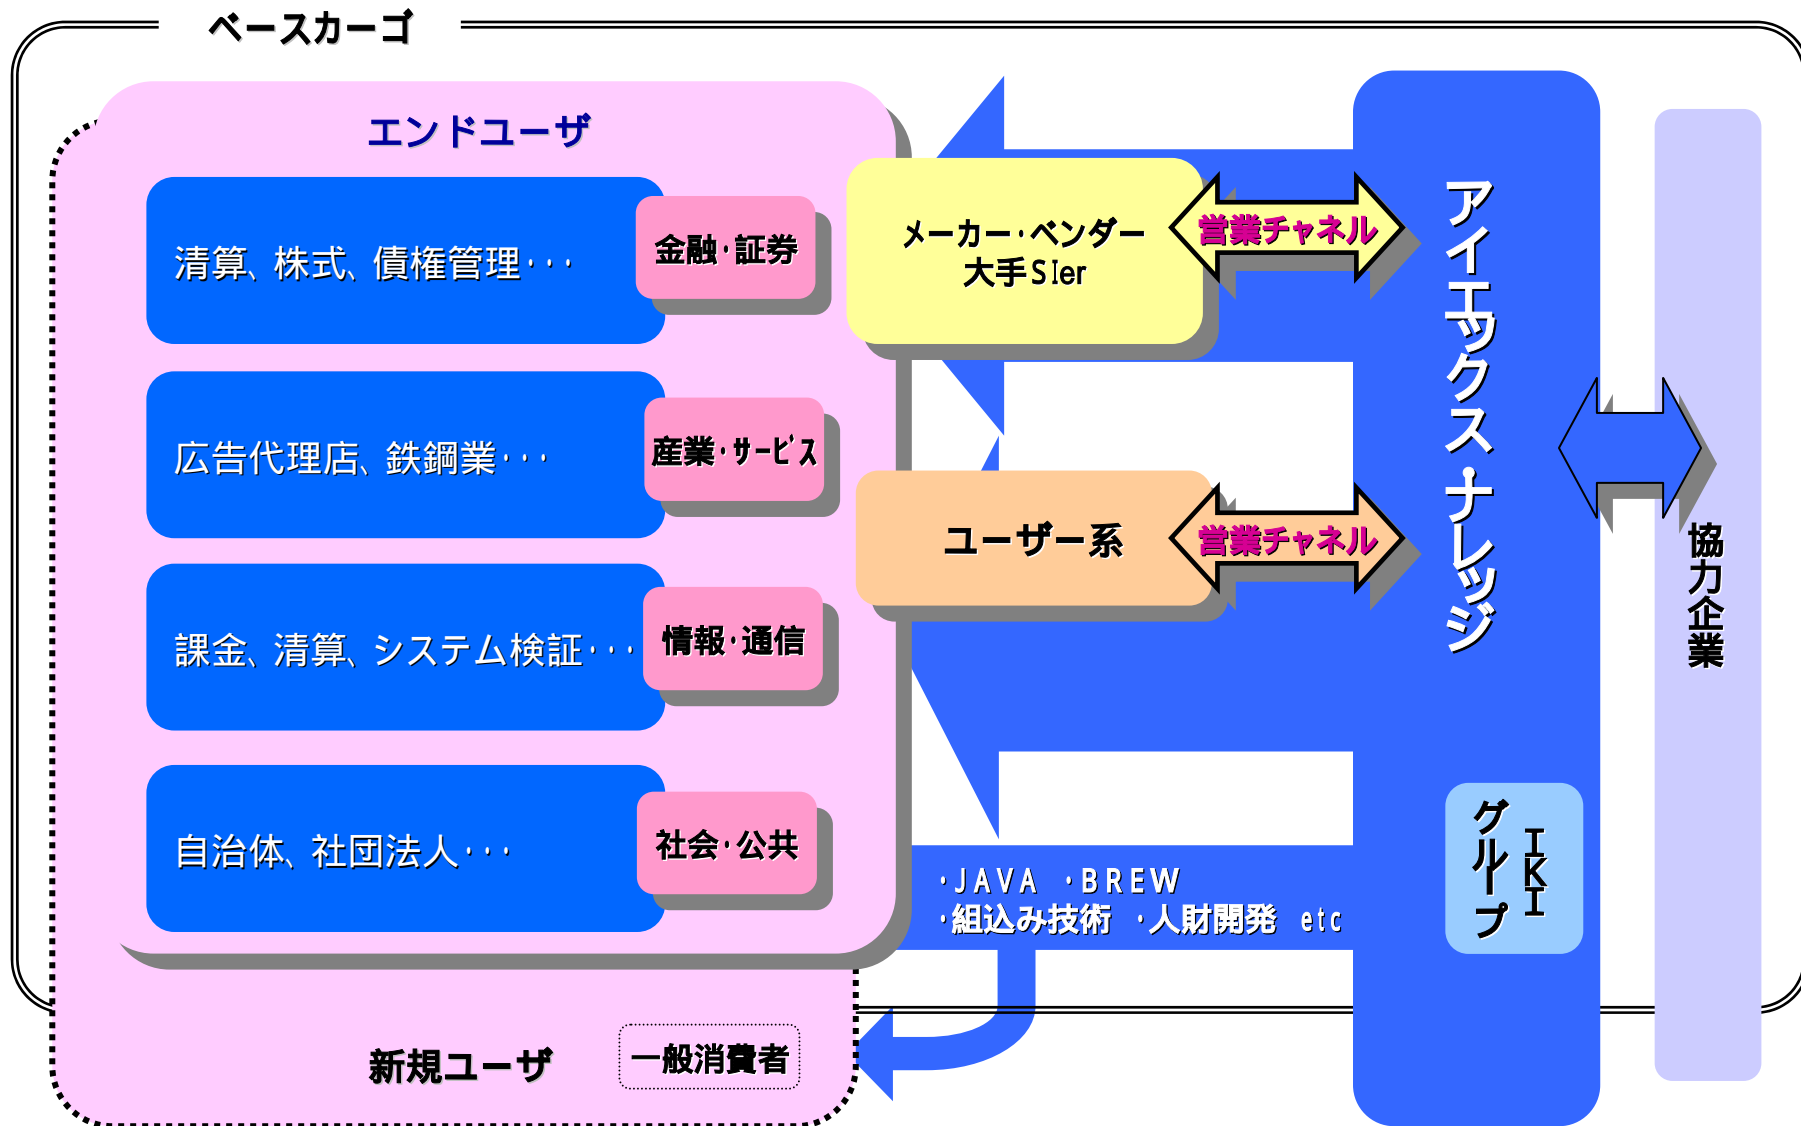 ベースカーゴ
エンドユーザ
清算、株式、債権管理･･･
金融･証券
広告代理店、鉄鋼業･･･
産業･ｻｰﾋﾞｽ
課金、清算、システム検証･･･
情報･通信
自治体、社団法人･･･
社会･公共
新規ユーザ
一般消費者
メーカー･ベンダー
大手SIer
営業チャネル
ユーザー系
営業チャネル
･JAVA ･BREW
･組込み技術 ･人財開発 etc
アイエックス･ナレッジ
IKI
グループ
協力企業